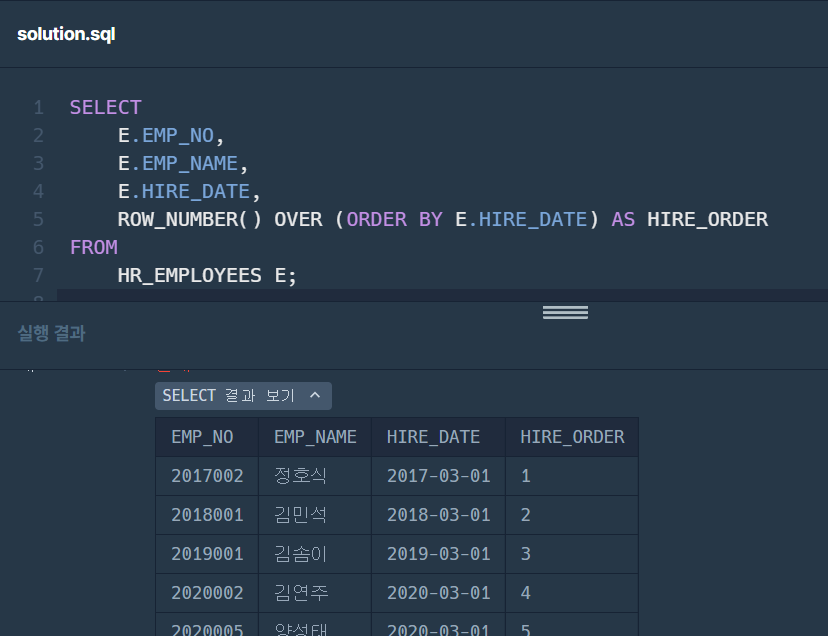 solution.sql
1 SELECT
2 E.EMP_NO,
3 E.EMP_NAME,
4 E.HIRE_DATE,
5 ROW_NUMBER() OVER (ORDER BY E.HIRE_DATE) AS HIRE_ORDER
6 FROM
7 HR_EMPLOYEES E;
8
실행 결과
SELECT 결과 보기
EMP_NO EMP_NAME HIRE_DATE HIRE_ORDER
2017002 정호식 2017-03-01 1
2018001 김민석 2018-03-01 2
2019001 김솜이 2019-03-01 3
2020002 김연주 2020-03-01 4
2020005 양성태 2020-03-01 5